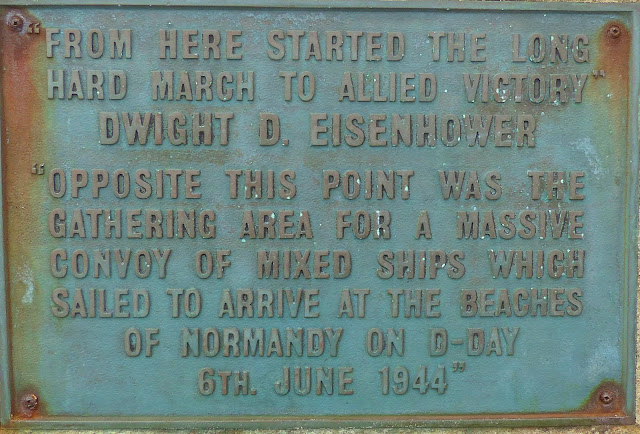 "FROM HERE STARTED THE LONG
HARD MARCH TO ALLIED VICTORY"
DWIGHT D. EISENHOWER
"OPPOSITE THIS POINT WAS THE
GATHERING AREA FOR A MASSIVE
CONVOY OF MIXED SHIPS WHICH
SAILED TO ARRIVE AT THE BEACHES
OF NORMANDY ON D-DAY
6TH. JUNE 1944"